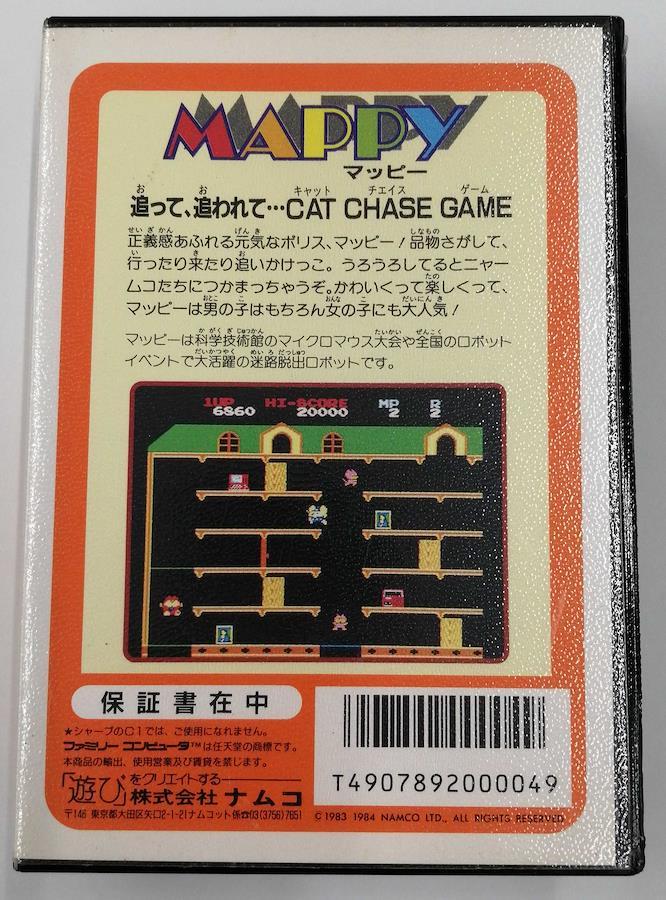 MAPPY
マッピー
追って、追われて…CAT CHASE GAME
正義感あふれる元気なポリス、マッピー！品物さがして、
行ったり来たり追いかけっこ。うろうろしてるとニャー
ムコたちにつかまっちゃうぞ。かわいくって楽しくって、
マッピーは男の子はもちろん女の子にも大人気！
マッピーは科学技術館のマイクロマウス大会や全国のロボット
イベントで大活躍の迷路脱出ロボットです。
1UP HI-SCORE MP R
6860 20000 2 2
保証書在中
★シャープのC1では、ご使用になれません。
ファミリー コンピュータ™は任天堂の商標です。
本商品の輸出、使用営業及び賃貸を禁じます。
「遊び」をクリエイトする
株式会社 ナムコ
〒146 東京都大田区矢口2-1-21ナムコット係☎03(3756)7651
T4907892000049
©1983 1984 NAMCO LTD., ALL RIGHTS RESERVED